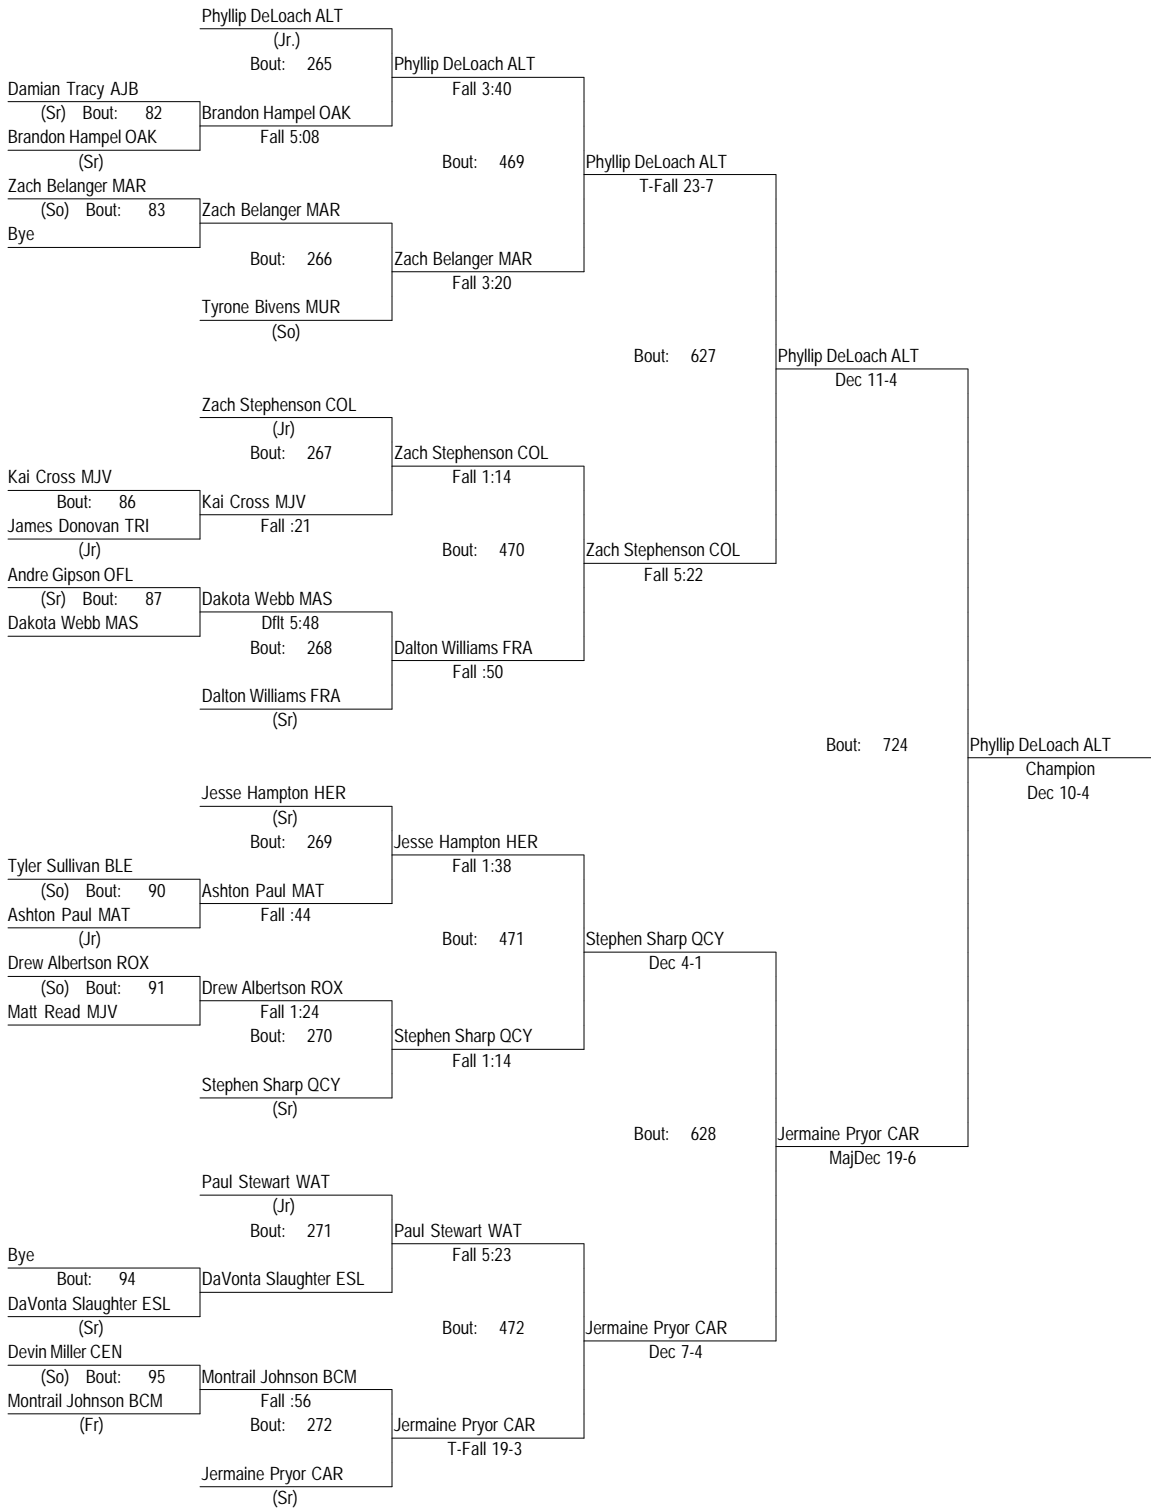 Phyllip DeLoach ALT
(Jr.)
Bout: 265
Phyllip DeLoach ALT
Fall 3:40
Damian Tracy AJB
(Sr) Bout: 82
Brandon Hampel OAK
Fall 5:08
Brandon Hampel OAK
(Sr)
Bout: 469
Phyllip DeLoach ALT
T-Fall 23-7
Zach Belanger MAR
(So) Bout: 83
Zach Belanger MAR
Bye
Bout: 266
Zach Belanger MAR
Fall 3:20
Tyrone Bivens MUR
(So)
Bout: 627
Phyllip DeLoach ALT
Dec 11-4
Zach Stephenson COL
(Jr)
Bout: 267
Zach Stephenson COL
Fall 1:14
Kai Cross MJV
Bout: 86
Kai Cross MJV
Fall :21
James Donovan TRI
(Jr)
Bout: 470
Zach Stephenson COL
Fall 5:22
Andre Gipson OFL
(Sr) Bout: 87
Dakota Webb MAS
Dflt 5:48
Dakota Webb MAS
Bout: 268
Dalton Williams FRA
Fall :50
Dalton Williams FRA
(Sr)
Bout: 724
Phyllip DeLoach ALT
Champion
Dec 10-4
Jesse Hampton HER
(Sr)
Bout: 269
Jesse Hampton HER
Fall 1:38
Tyler Sullivan BLE
(So) Bout: 90
Ashton Paul MAT
Fall :44
Ashton Paul MAT
(Jr)
Bout: 471
Stephen Sharp QCY
Dec 4-1
Drew Albertson ROX
(So) Bout: 91
Drew Albertson ROX
Fall 1:24
Matt Read MJV
Bout: 270
Stephen Sharp QCY
Fall 1:14
Stephen Sharp QCY
(Sr)
Bout: 628
Jermaine Pryor CAR
MajDec 19-6
Paul Stewart WAT
(Jr)
Bout: 271
Paul Stewart WAT
Fall 5:23
Bye
Bout: 94
DaVonta Slaughter ESL
DaVonta Slaughter ESL
(Sr)
Bout: 472
Jermaine Pryor CAR
Dec 7-4
Devin Miller CEN
(So) Bout: 95
Montrail Johnson BCM
Fall :56
Montrail Johnson BCM
(Fr)
Bout: 272
Jermaine Pryor CAR
T-Fall 19-3
Jermaine Pryor CAR
(Sr)